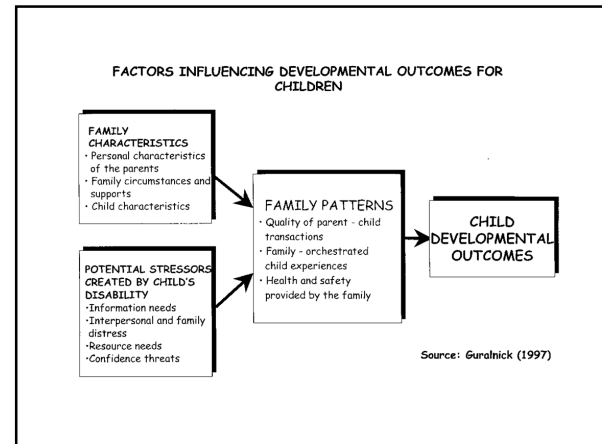 FACTORS INFLUENCING DEVELOPMENTAL OUTCOMES FOR
CHILDREN
FAMILY
CHARACTERISTICS
· Personal characteristics
of the parents
· Family circumstances and
supports
· Child characteristics
POTENTIAL STRESSORS
CREATED BY CHILD'S
DISABILITY
·Information needs
·Interpersonal and family
distress
·Resource needs
·Confidence threats
FAMILY PATTERNS
· Quality of parent - child
transactions
· Family - orchestrated
child experiences
· Health and safety
provided by the family
CHILD
DEVELOPMENTAL
OUTCOMES
Source: Guralnick (1997)